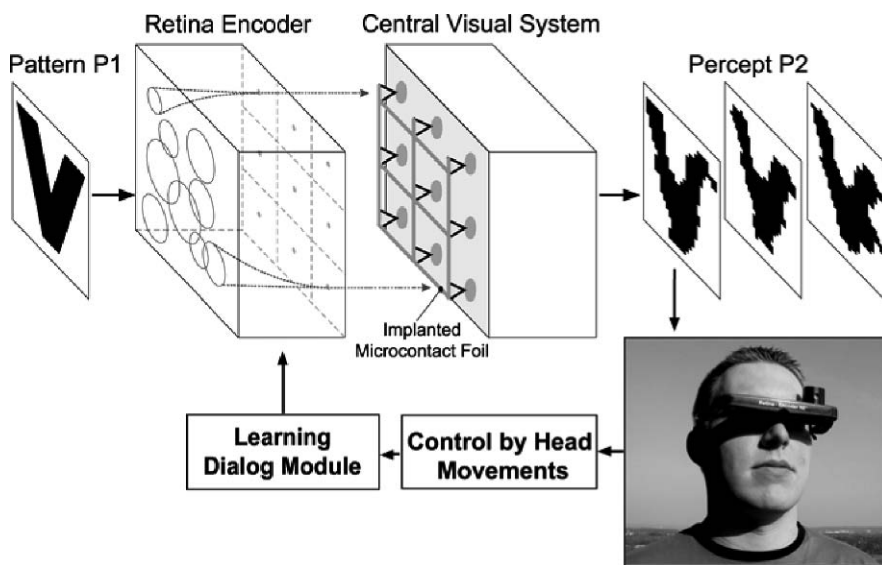 Retina Encoder
Central Visual System
Pattern P1
Percept P2
Implanted
Microcontact Foil
Learning
Dialog Module
Control by Head
Movements